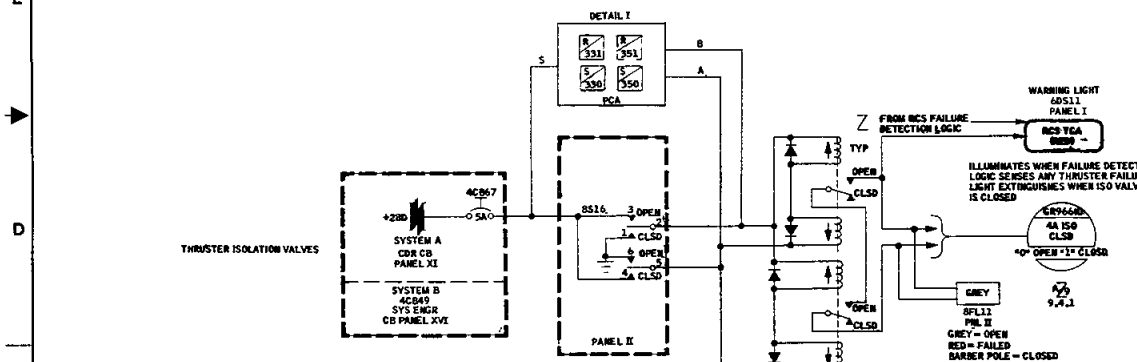 E
D
DETAIL I
R
331
R
351
S
330
S
350
PCA
S
B
A
THRUSTER ISOLATION VALVES
4CB67
+28D
5A
SYSTEM A
CDR CB
PANEL XI
SYSTEM B
4CB49
SYS ENGR
CB PANEL XVI
8S16
3 OPEN
2
1 CLSD
6 OPEN
5
4 CLSD
PANEL II
Z
FROM RCS FAILURE
DETECTION LOGIC
TYP
OPEN
CLSD
OPEN
CLSD
WARNING LIGHT
6DS11
PANEL I
RCS TCA
(RED)
ILLUMINATES WHEN FAILURE DETECT
LOGIC SENSES ANY THRUSTER FAILU
LIGHT EXTINGUISHES WHEN ISO VALV
IS CLOSED
4A ISO
CLSD
"0" OPEN "1" CLOSD
9.4.1
GREY
8FL11
PNL II
GREY = OPEN
RED = FAILED
BARBER POLE = CLOSED